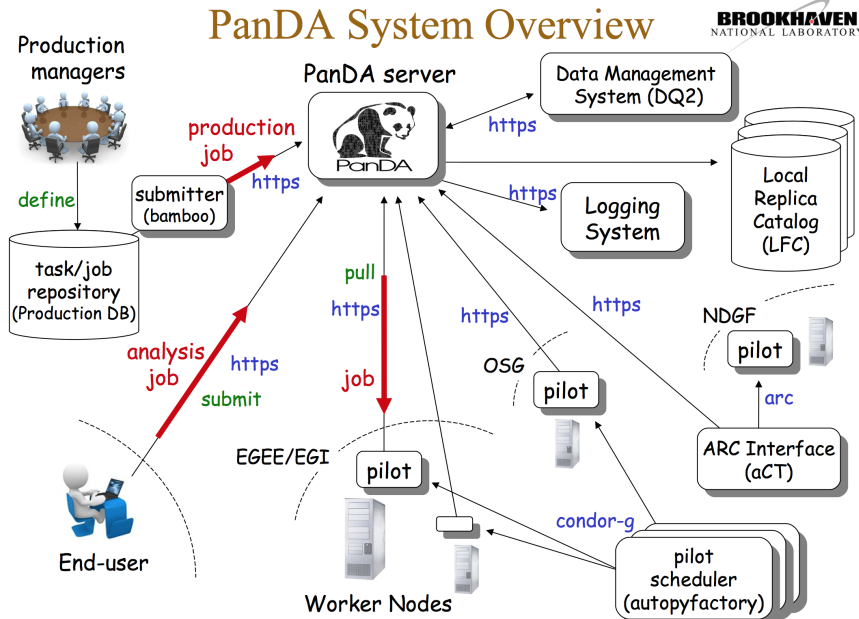 PanDA System Overview
BROOKHAVEN
NATIONAL LABORATORY
Production
managers
PanDA server
Data Management
System (DQ2)
production
job
https
https
PanDA
define
submitter
(bamboo)
https
Logging
System
Local
Replica
Catalog
(LFC)
task/job
repository
(Production DB)
pull
https
https
https
NDGF
pilot
analysis
job
https
submit
job
OSG
pilot
arc
EGEE/EGI
pilot
ARC Interface
(aCT)
condor-g
End-user
pilot
scheduler
(autopyfactory)
Worker Nodes